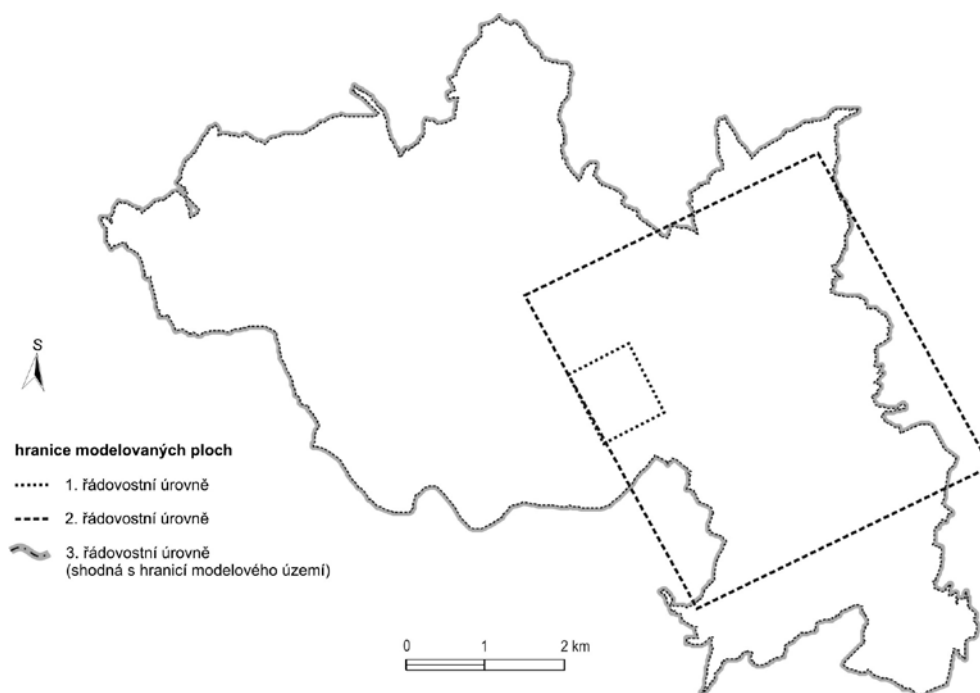 S
hranice modelovaných ploch
1. řádovostní úrovně
2. řádovostní úrovně
3. řádovostní úrovně
(shodná s hranicí modelového území)
0 1 2 km